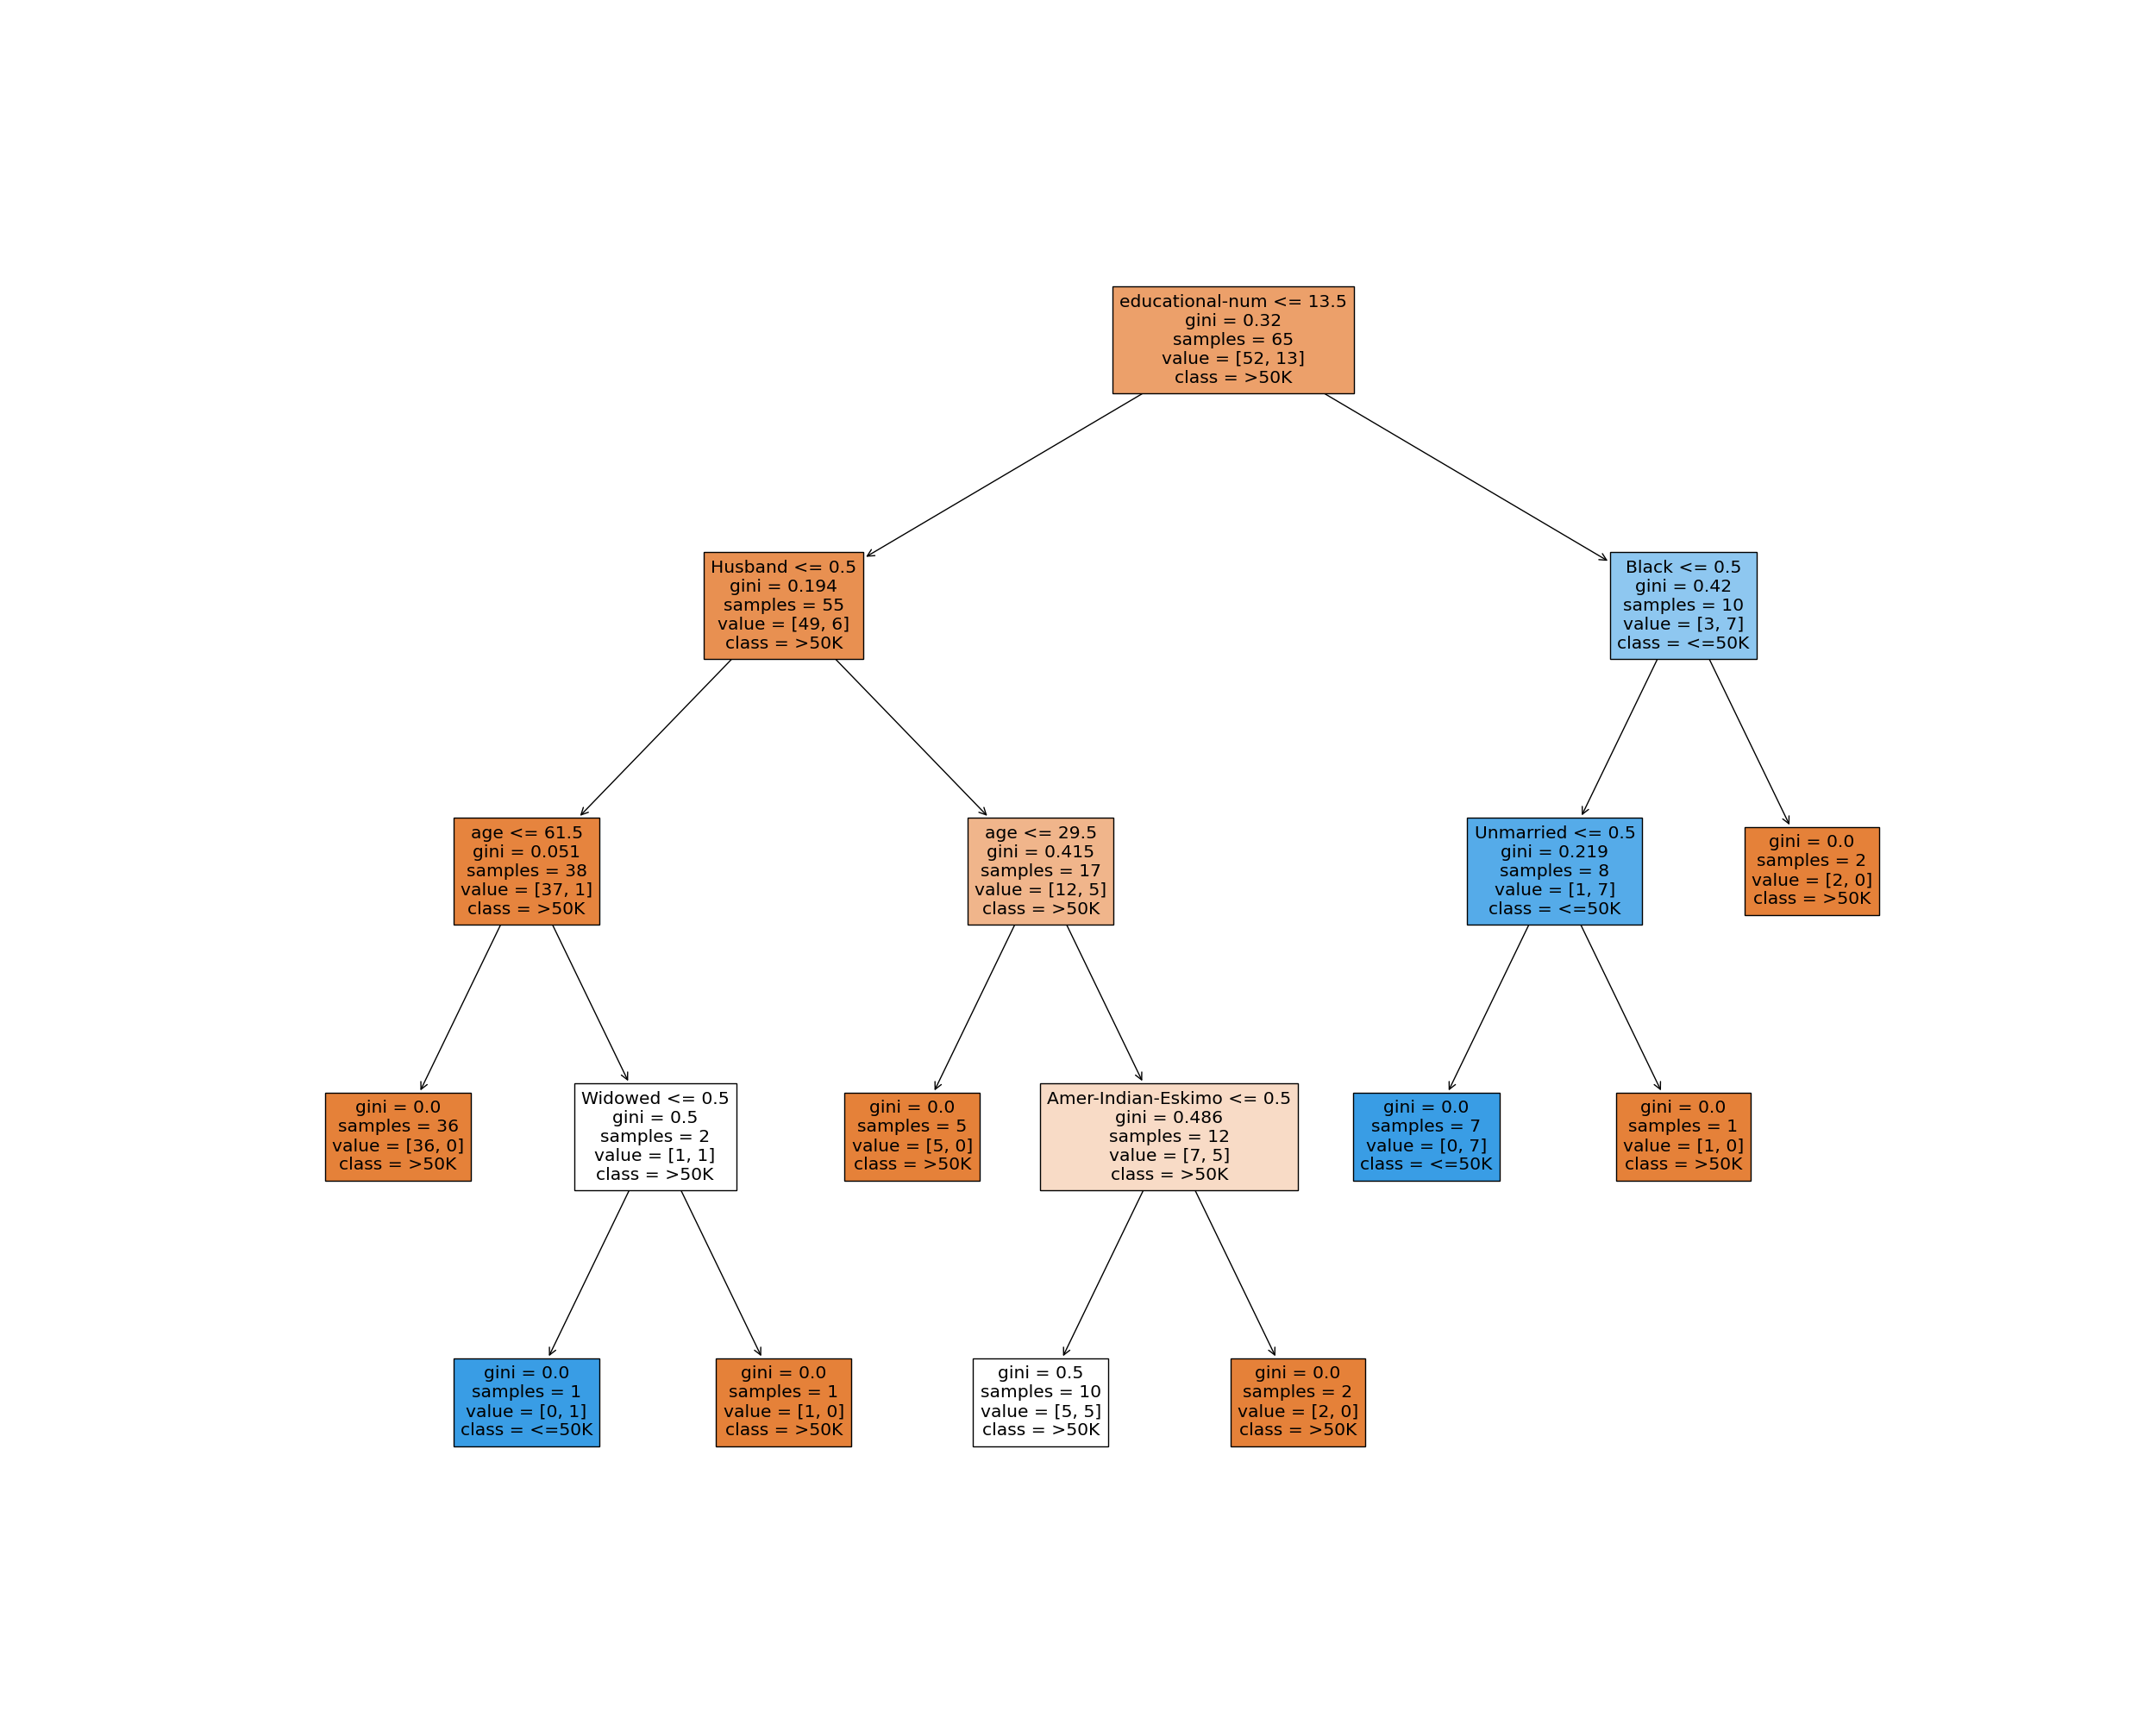 educational-num <= 13.5
gini = 0.32
samples = 65
value = [52, 13]
class = >50K
Husband <= 0.5
gini = 0.194
samples = 55
value = [49, 6]
class = >50K
Black <= 0.5
gini = 0.42
samples = 10
value = [3, 7]
class = <=50K
age <= 61.5
gini = 0.051
samples = 38
value = [37, 1]
class = >50K
age <= 29.5
gini = 0.415
samples = 17
value = [12, 5]
class = >50K
Unmarried <= 0.5
gini = 0.219
samples = 8
value = [1, 7]
class = <=50K
gini = 0.0
samples = 2
value = [2, 0]
class = >50K
gini = 0.0
samples = 36
value = [36, 0]
class = >50K
Widowed <= 0.5
gini = 0.5
samples = 2
value = [1, 1]
class = >50K
gini = 0.0
samples = 5
value = [5, 0]
class = >50K
Amer-Indian-Eskimo <= 0.5
gini = 0.486
samples = 12
value = [7, 5]
class = >50K
gini = 0.0
samples = 7
value = [0, 7]
class = <=50K
gini = 0.0
samples = 1
value = [1, 0]
class = >50K
gini = 0.0
samples = 1
value = [0, 1]
class = <=50K
gini = 0.0
samples = 1
value = [1, 0]
class = >50K
gini = 0.5
samples = 10
value = [5, 5]
class = >50K
gini = 0.0
samples = 2
value = [2, 0]
class = >50K